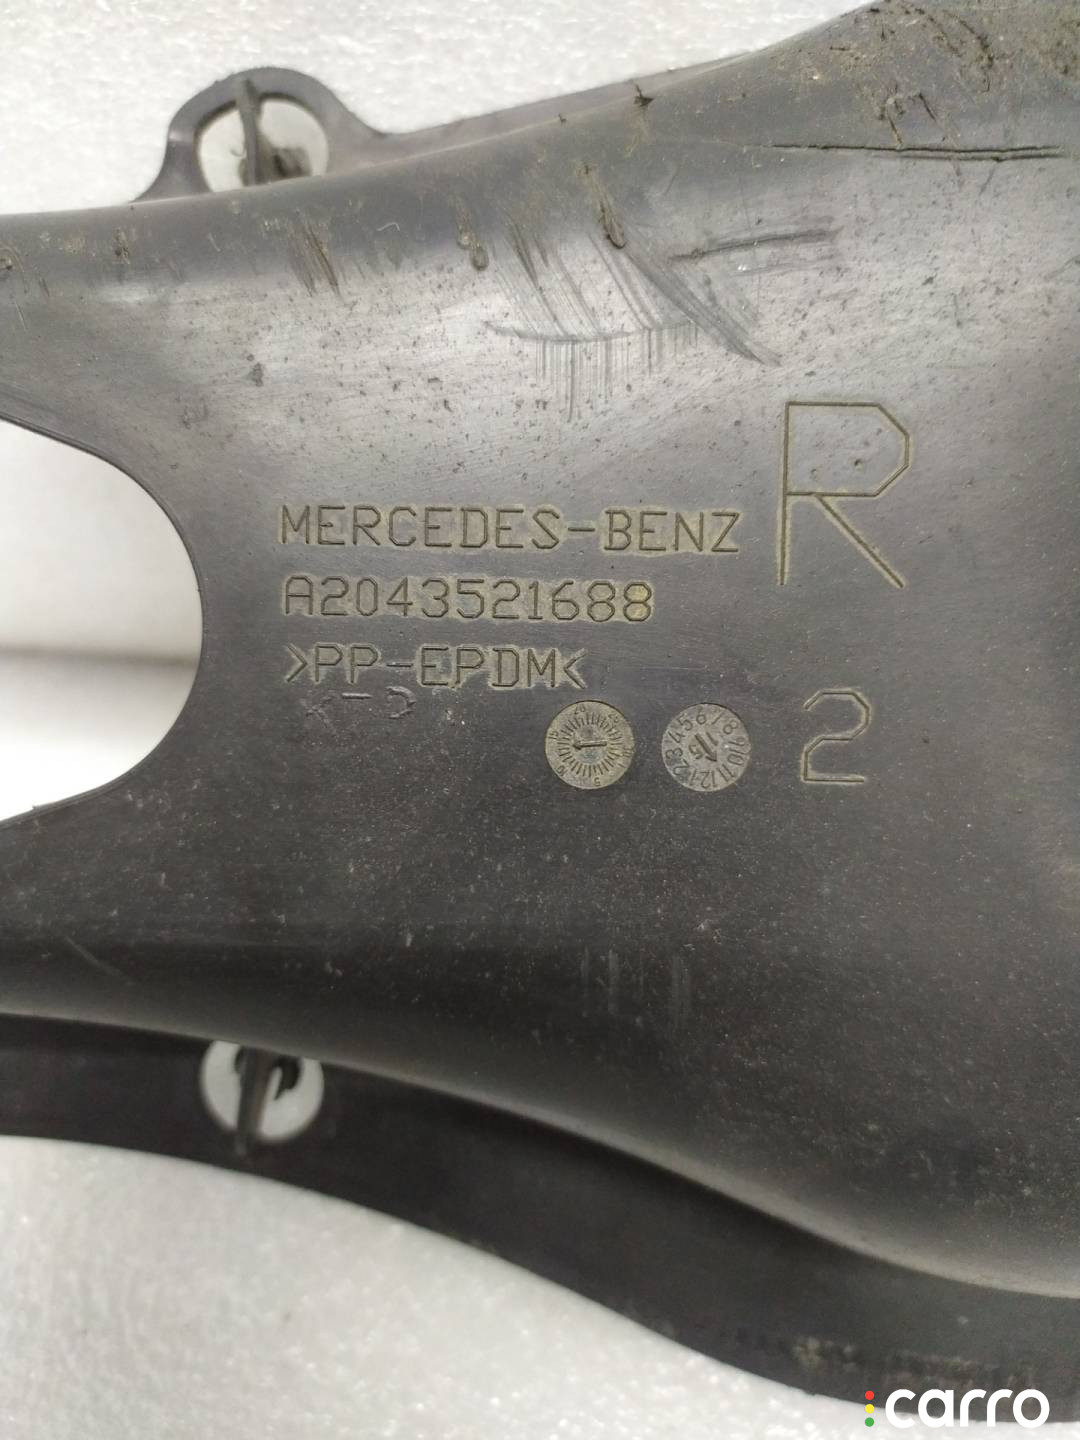 R
MERCEDES-BENZ
A2043521688
>PP-EPDM<
2
carro